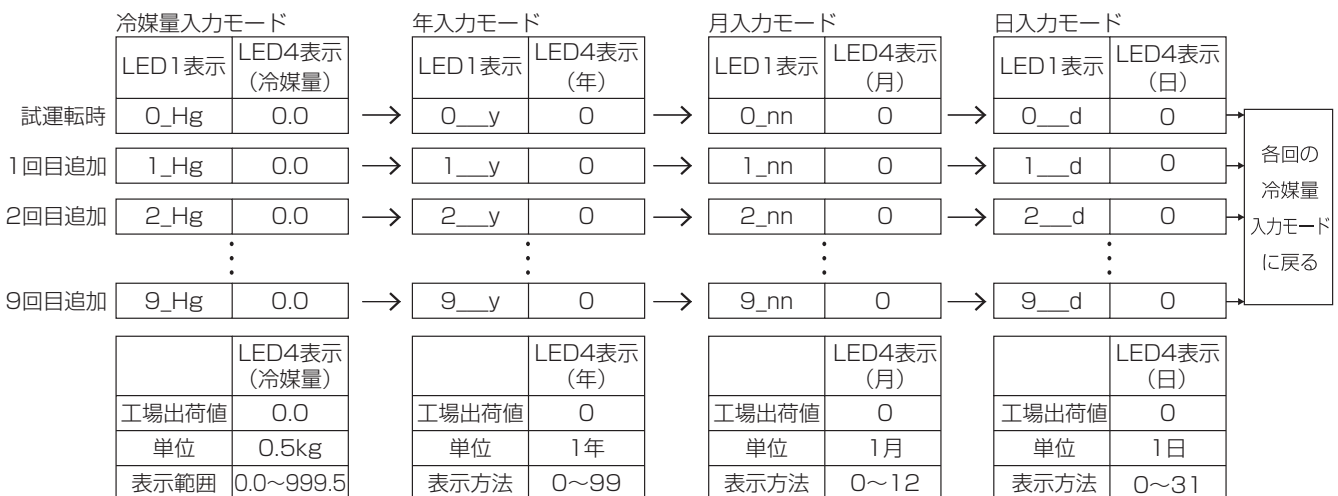 冷媒量入力モード 年入力モード 月入力モード 日入力モード
LED1表示 LED4表示(冷媒量) LED1表示 LED4表示(年) LED1表示 LED4表示(月) LED1表示 LED4表示(日)
試運転時 0_Hg 0.0 → 0__y 0 → 0_nn 0 → 0__d 0
1回目追加 1_Hg 0.0 → 1__y 0 → 1_nn 0 → 1__d 0
2回目追加 2_Hg 0.0 → 2__y 0 → 2_nn 0 → 2__d 0
9回目追加 9_Hg 0.0 → 9__y 0 → 9_nn 0 → 9__d 0
各回の
冷媒量
入力モード
に戻る
LED4表示(冷媒量) LED4表示(年) LED4表示(月) LED4表示(日)
工場出荷値 0.0 工場出荷値 0 工場出荷値 0 工場出荷値 0
単位 0.5kg 単位 1年 単位 1月 単位 1日
表示範囲 0.0〜999.5 表示方法 0〜99 表示方法 0〜12 表示方法 0〜31